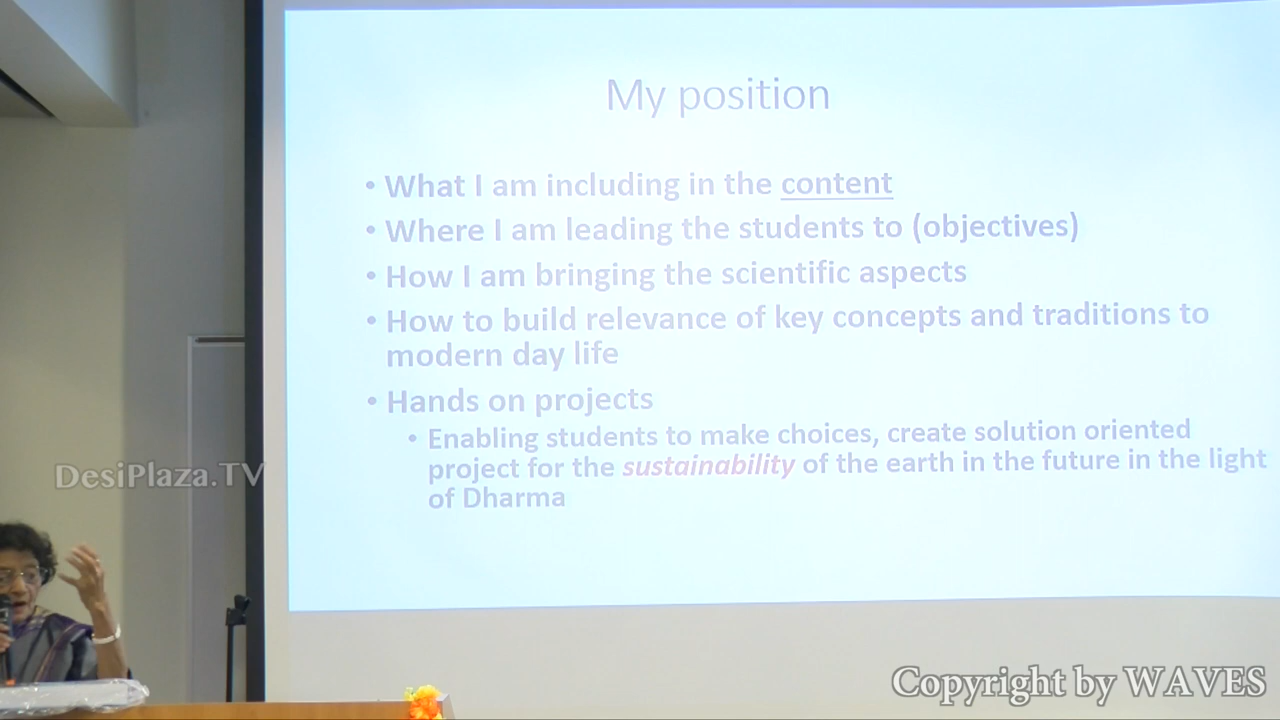 My position
• What I am including in the content
• Where I am leading the students to (objectives)
• How I am bringing the scientific aspects
• How to build relevance of key concepts and traditions to
modern day life
• Hands on projects
• Enabling students to make choices, create solution oriented
project for the sustainability of the earth in the future in the light
of Dharma
DesiPlaza.TV
Copyright by WAVES